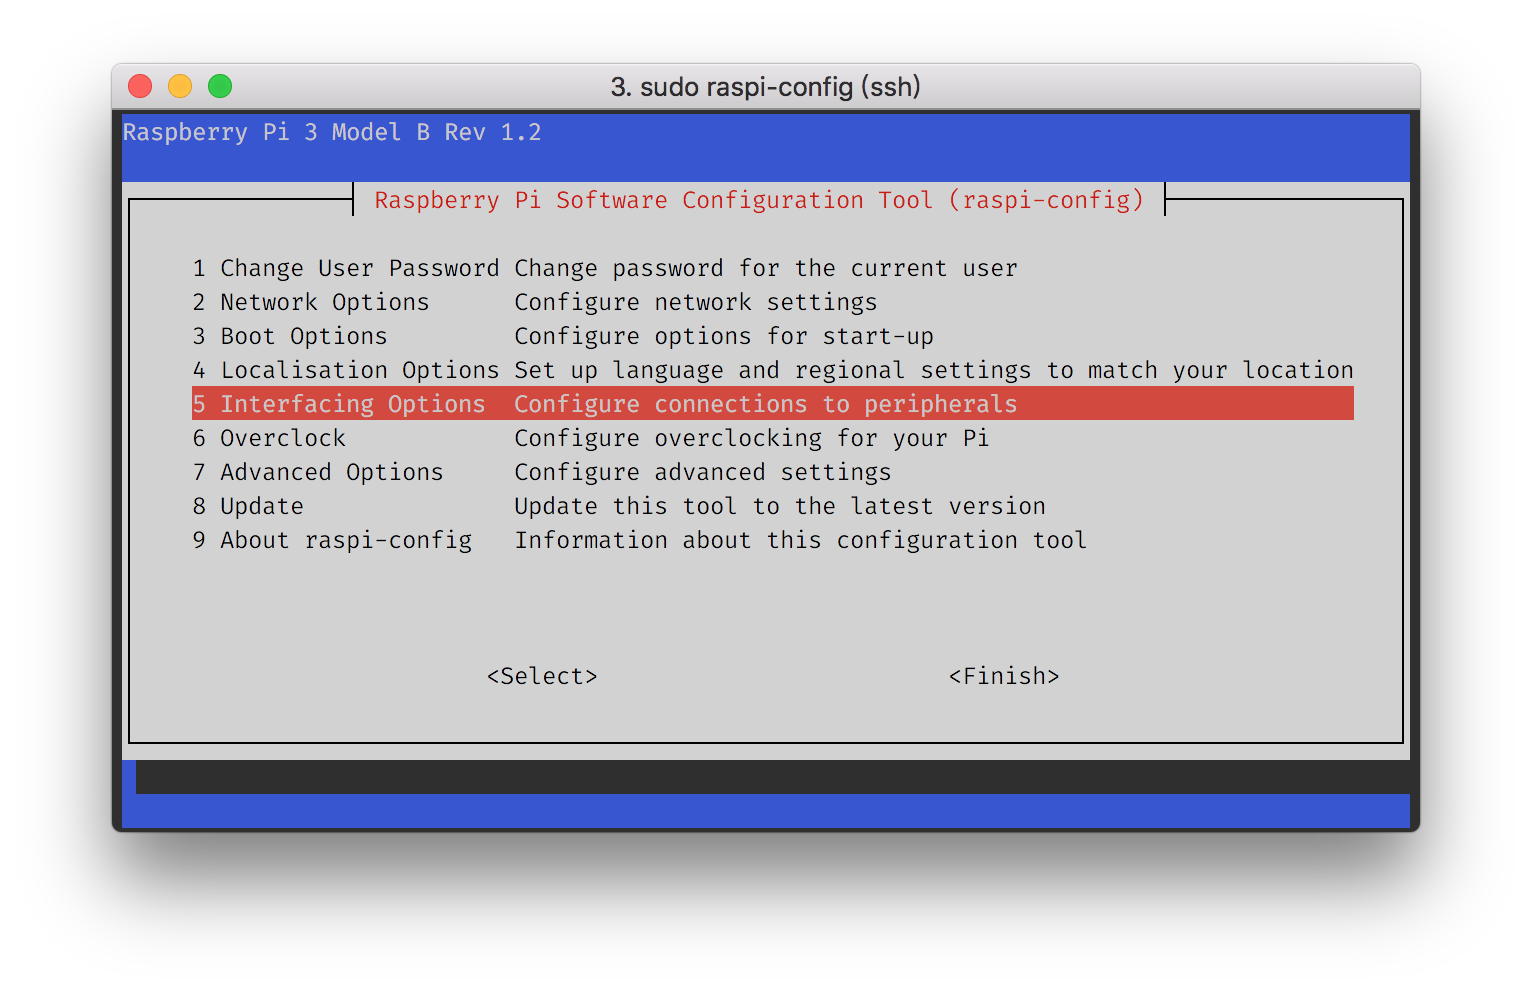 3. sudo raspi-config (ssh)
Raspberry Pi 3 Model B Rev 1.2
Raspberry Pi Software Configuration Tool (raspi-config)
1 Change User Password Change password for the current user
2 Network Options Configure network settings
3 Boot Options Configure options for start-up
4 Localisation Options Set up language and regional settings to match your location
5 Interfacing Options Configure connections to peripherals
6 Overclock Configure overclocking for your Pi
7 Advanced Options Configure advanced settings
8 Update Update this tool to the latest version
9 About raspi-config Information about this configuration tool
<Select> <Finish>